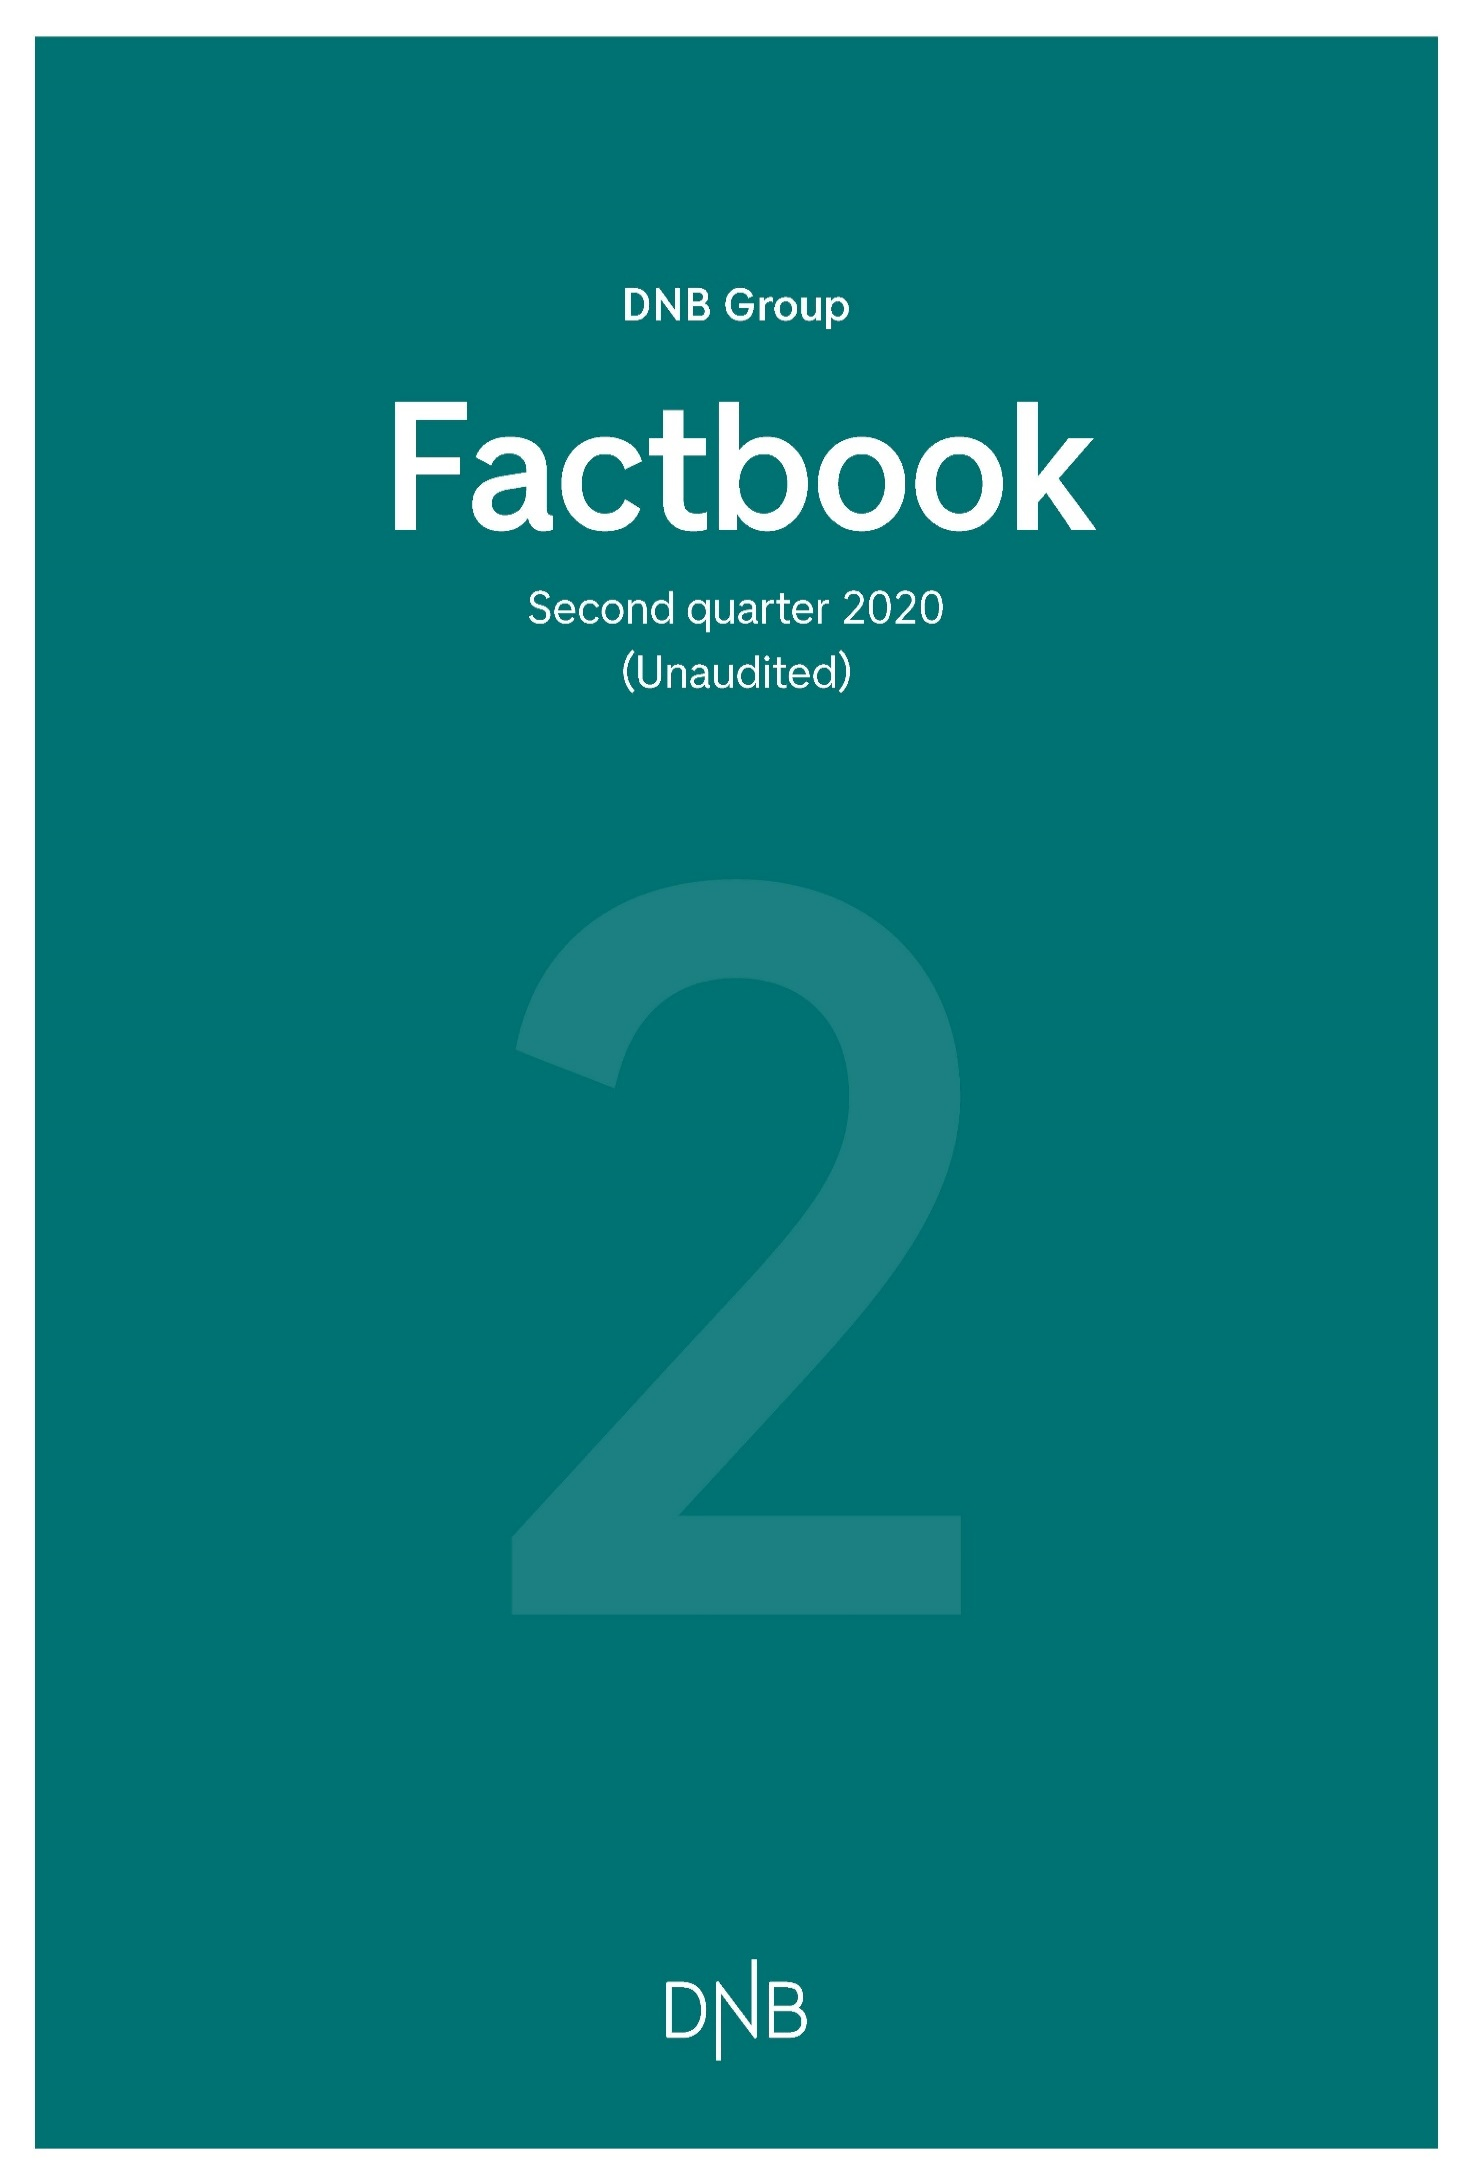 DNB Group
Factbook
Second quarter 2020
(Unaudited)
2
DNB